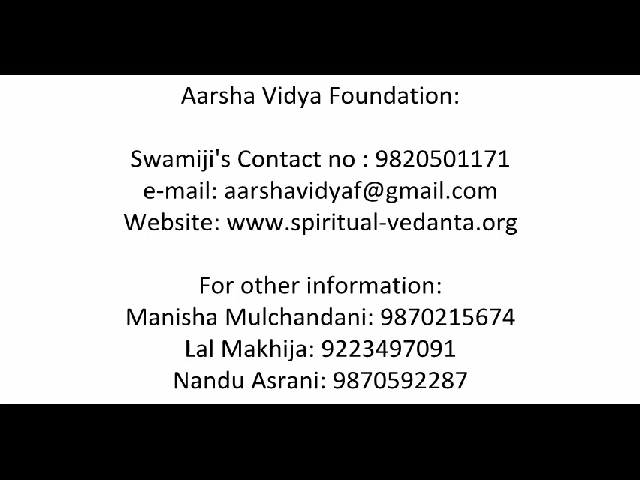 Aarsha Vidya Foundation:
Swamiji's Contact no : 9820501171
e-mail: aarshavidyaf@gmail.com
Website: www.spiritual-vedanta.org
For other information:
Manisha Mulchandani: 9870215674
Lal Makhija: 9223497091
Nandu Asrani: 9870592287